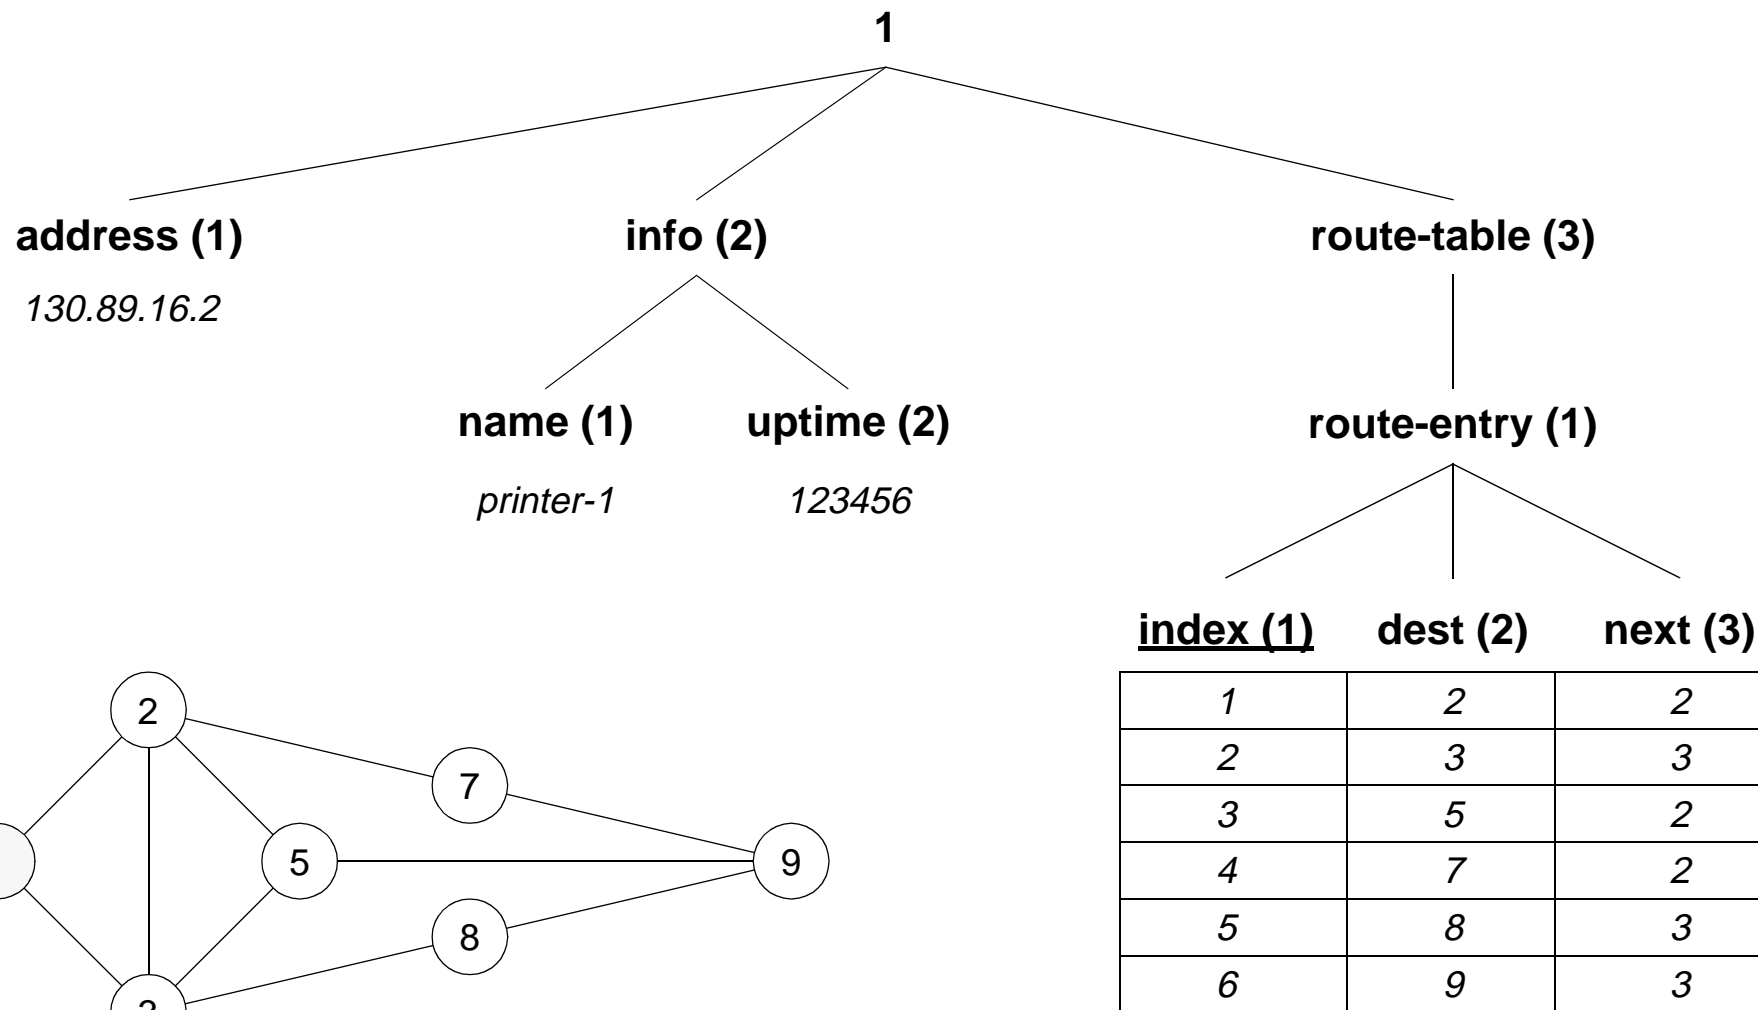 1
address (1) info (2) route-table (3)
130.89.16.2
name (1) uptime (2) route-entry (1)
printer-1 123456
index (1) dest (2) next (3)
1 2 2
2 3 3
3 5 2
4 7 2
5 8 3
6 9 3
2
7
5 9
8